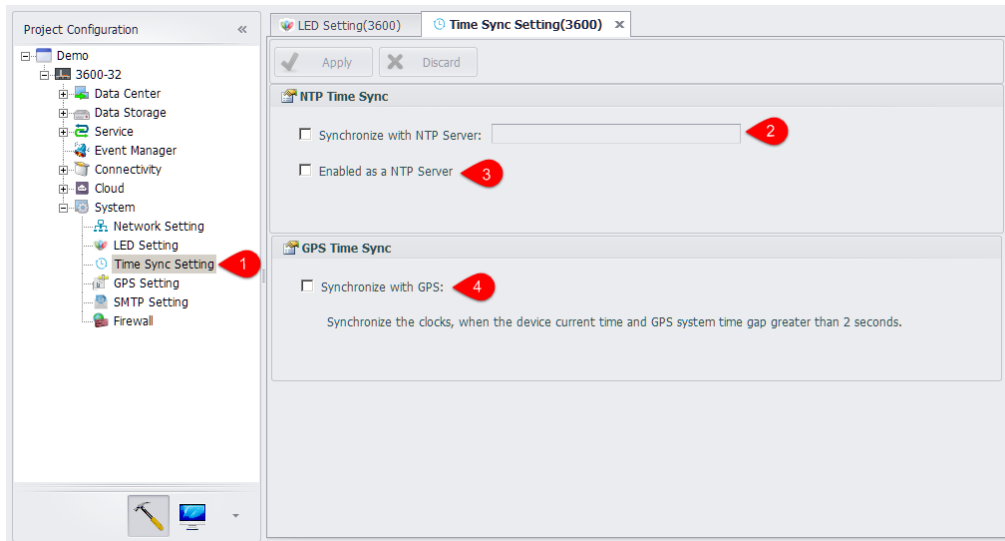 Project Configuration «
Demo
3600-32
Data Center
Data Storage
Service
Event Manager
Connectivity
Cloud
System
Network Setting
LED Setting
Time Sync Setting 1
GPS Setting
SMTP Setting
Firewall
LED Setting(3600) Time Sync Setting(3600) x
Apply Discard
NTP Time Sync
Synchronize with NTP Server: 2
Enabled as a NTP Server 3
GPS Time Sync
Synchronize with GPS: 4
Synchronize the clocks, when the device current time and GPS system time gap greater than 2 seconds.